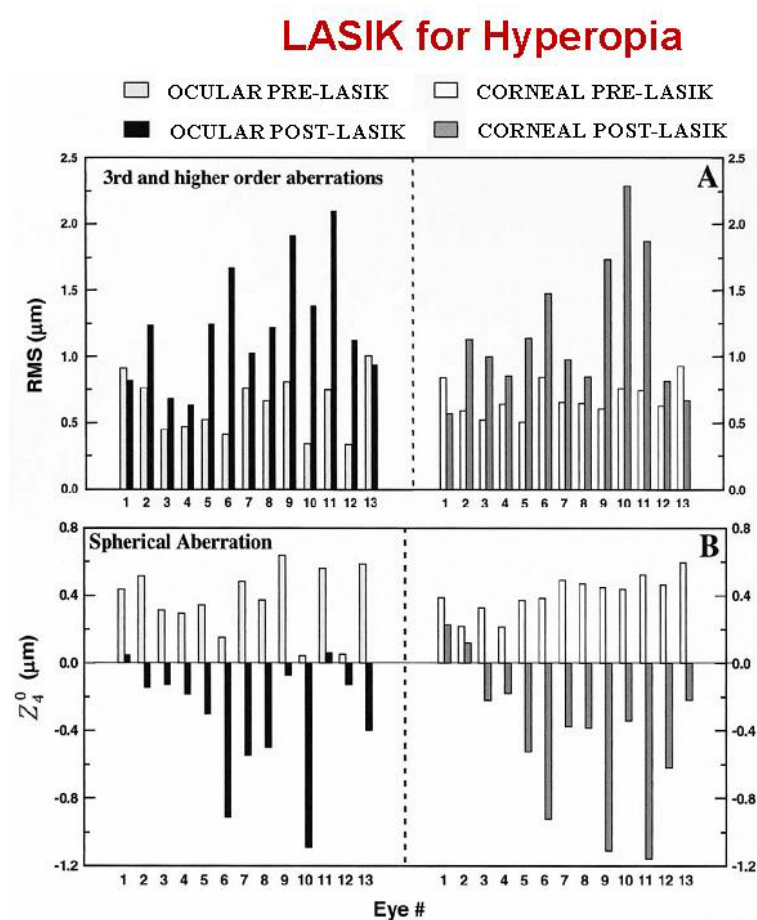 LASIK for Hyperopia
OCULAR PRE-LASIK CORNEAL PRE-LASIK
OCULAR POST-LASIK CORNEAL POST-LASIK
2.5 2.5
3rd and higher order aberrations A
2.0 2.0
1.5 1.5
RMS (μm)
1.0 1.0
0.5 0.5
0.0 0.0
1 2 3 4 5 6 7 8 9 10 11 12 13 1 2 3 4 5 6 7 8 9 10 11 12 13
0.8 0.8
Spherical Aberration B
0.4 0.4
0.0 0.0
Z₄⁰ (μm)
-0.4 -0.4
-0.8 -0.8
-1.2 -1.2
1 2 3 4 5 6 7 8 9 10 11 12 13 1 2 3 4 5 6 7 8 9 10 11 12 13
Eye #